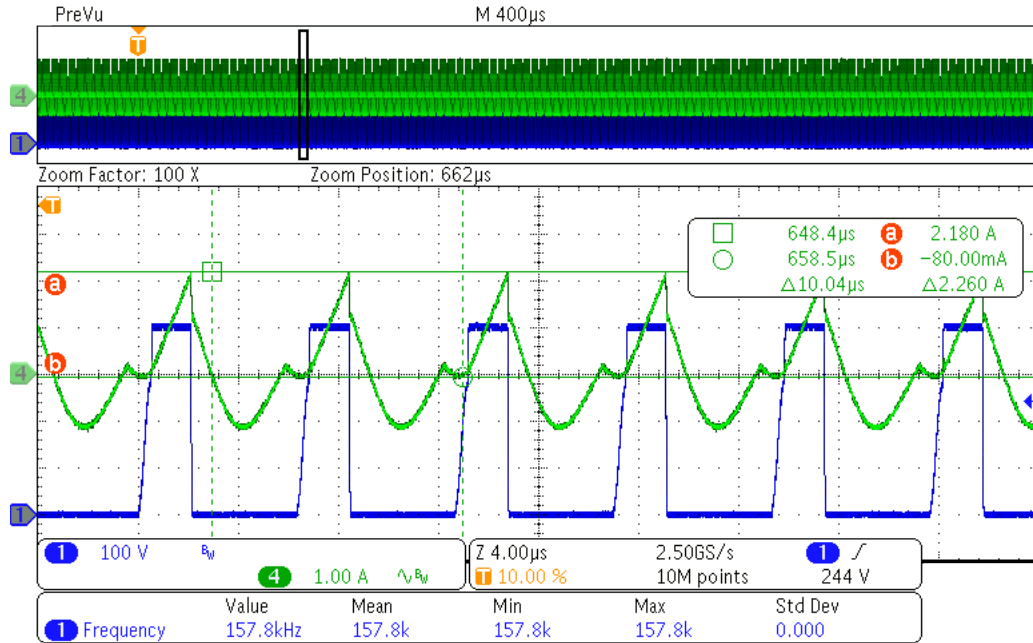 PreVu M 400µs
T
4
1
Zoom Factor: 100 X Zoom Position: 662µs
T
648.4µs a 2.180 A
658.5µs b −80.00mA
Δ10.04µs Δ2.260 A
a
b
4
1
1 100 V BW Z 4.00µs 2.50GS/s 1
4 1.00 A BW T 10.00 % 10M points 244 V
Value Mean Min Max Std Dev
1 Frequency 157.8kHz 157.8k 157.8k 157.8k 0.000